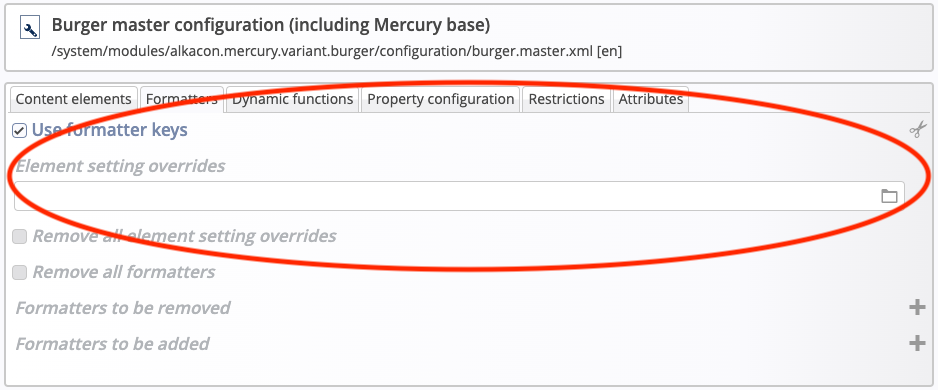 Burger master configuration (including Mercury base)
/system/modules/alkacon.mercury.variant.burger/configuration/burger.master.xml [en]
Content elements Formatters Dynamic functions Property configuration Restrictions Attributes
Use formatter keys
Element setting overrides
Remove all element setting overrides
Remove all formatters
Formatters to be removed
Formatters to be added